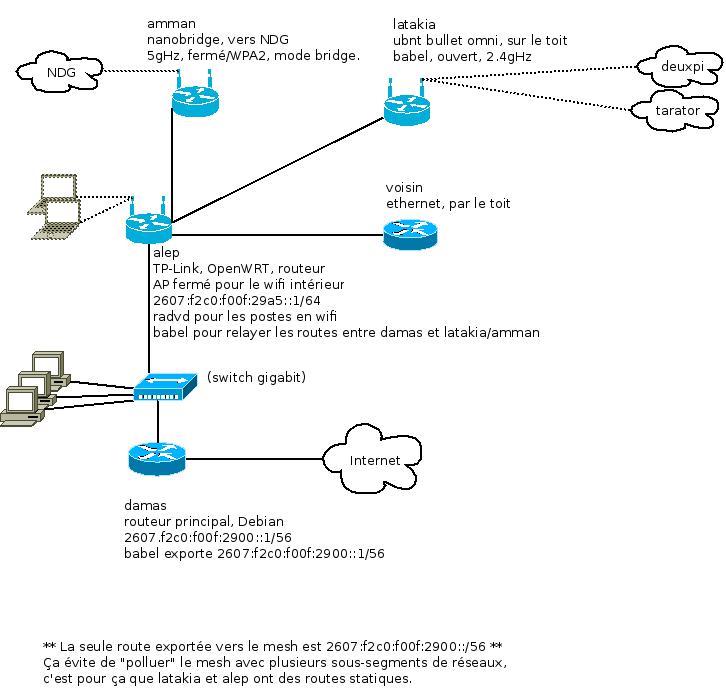 amman
nanobridge, vers NDG
5gHz, fermé/WPA2, mode bridge.
latakia
ubnt bullet omni, sur le toit
babel, ouvert, 2.4gHz
NDG
deuxpi
tarator
voisin
ethernet, par le toit
alep
TP-Link, OpenWRT, routeur
AP fermé pour le wifi intérieur
2607:f2c0:f00f:29a5::1/64
radvd pour les postes en wifi
babel pour relayer les routes entre damas et latakia/amman
(switch gigabit)
Internet
damas
routeur principal, Debian
2607:f2c0:f00f:2900::1/56
babel exporte 2607:f2c0:f00f:2900::1/56
** La seule route exportée vers le mesh est 2607:f2c0:f00f:2900::/56 **
Ça évite de "polluer" le mesh avec plusieurs sous-segments de réseaux,
c'est pour ça que latakia et alep ont des routes statiques.